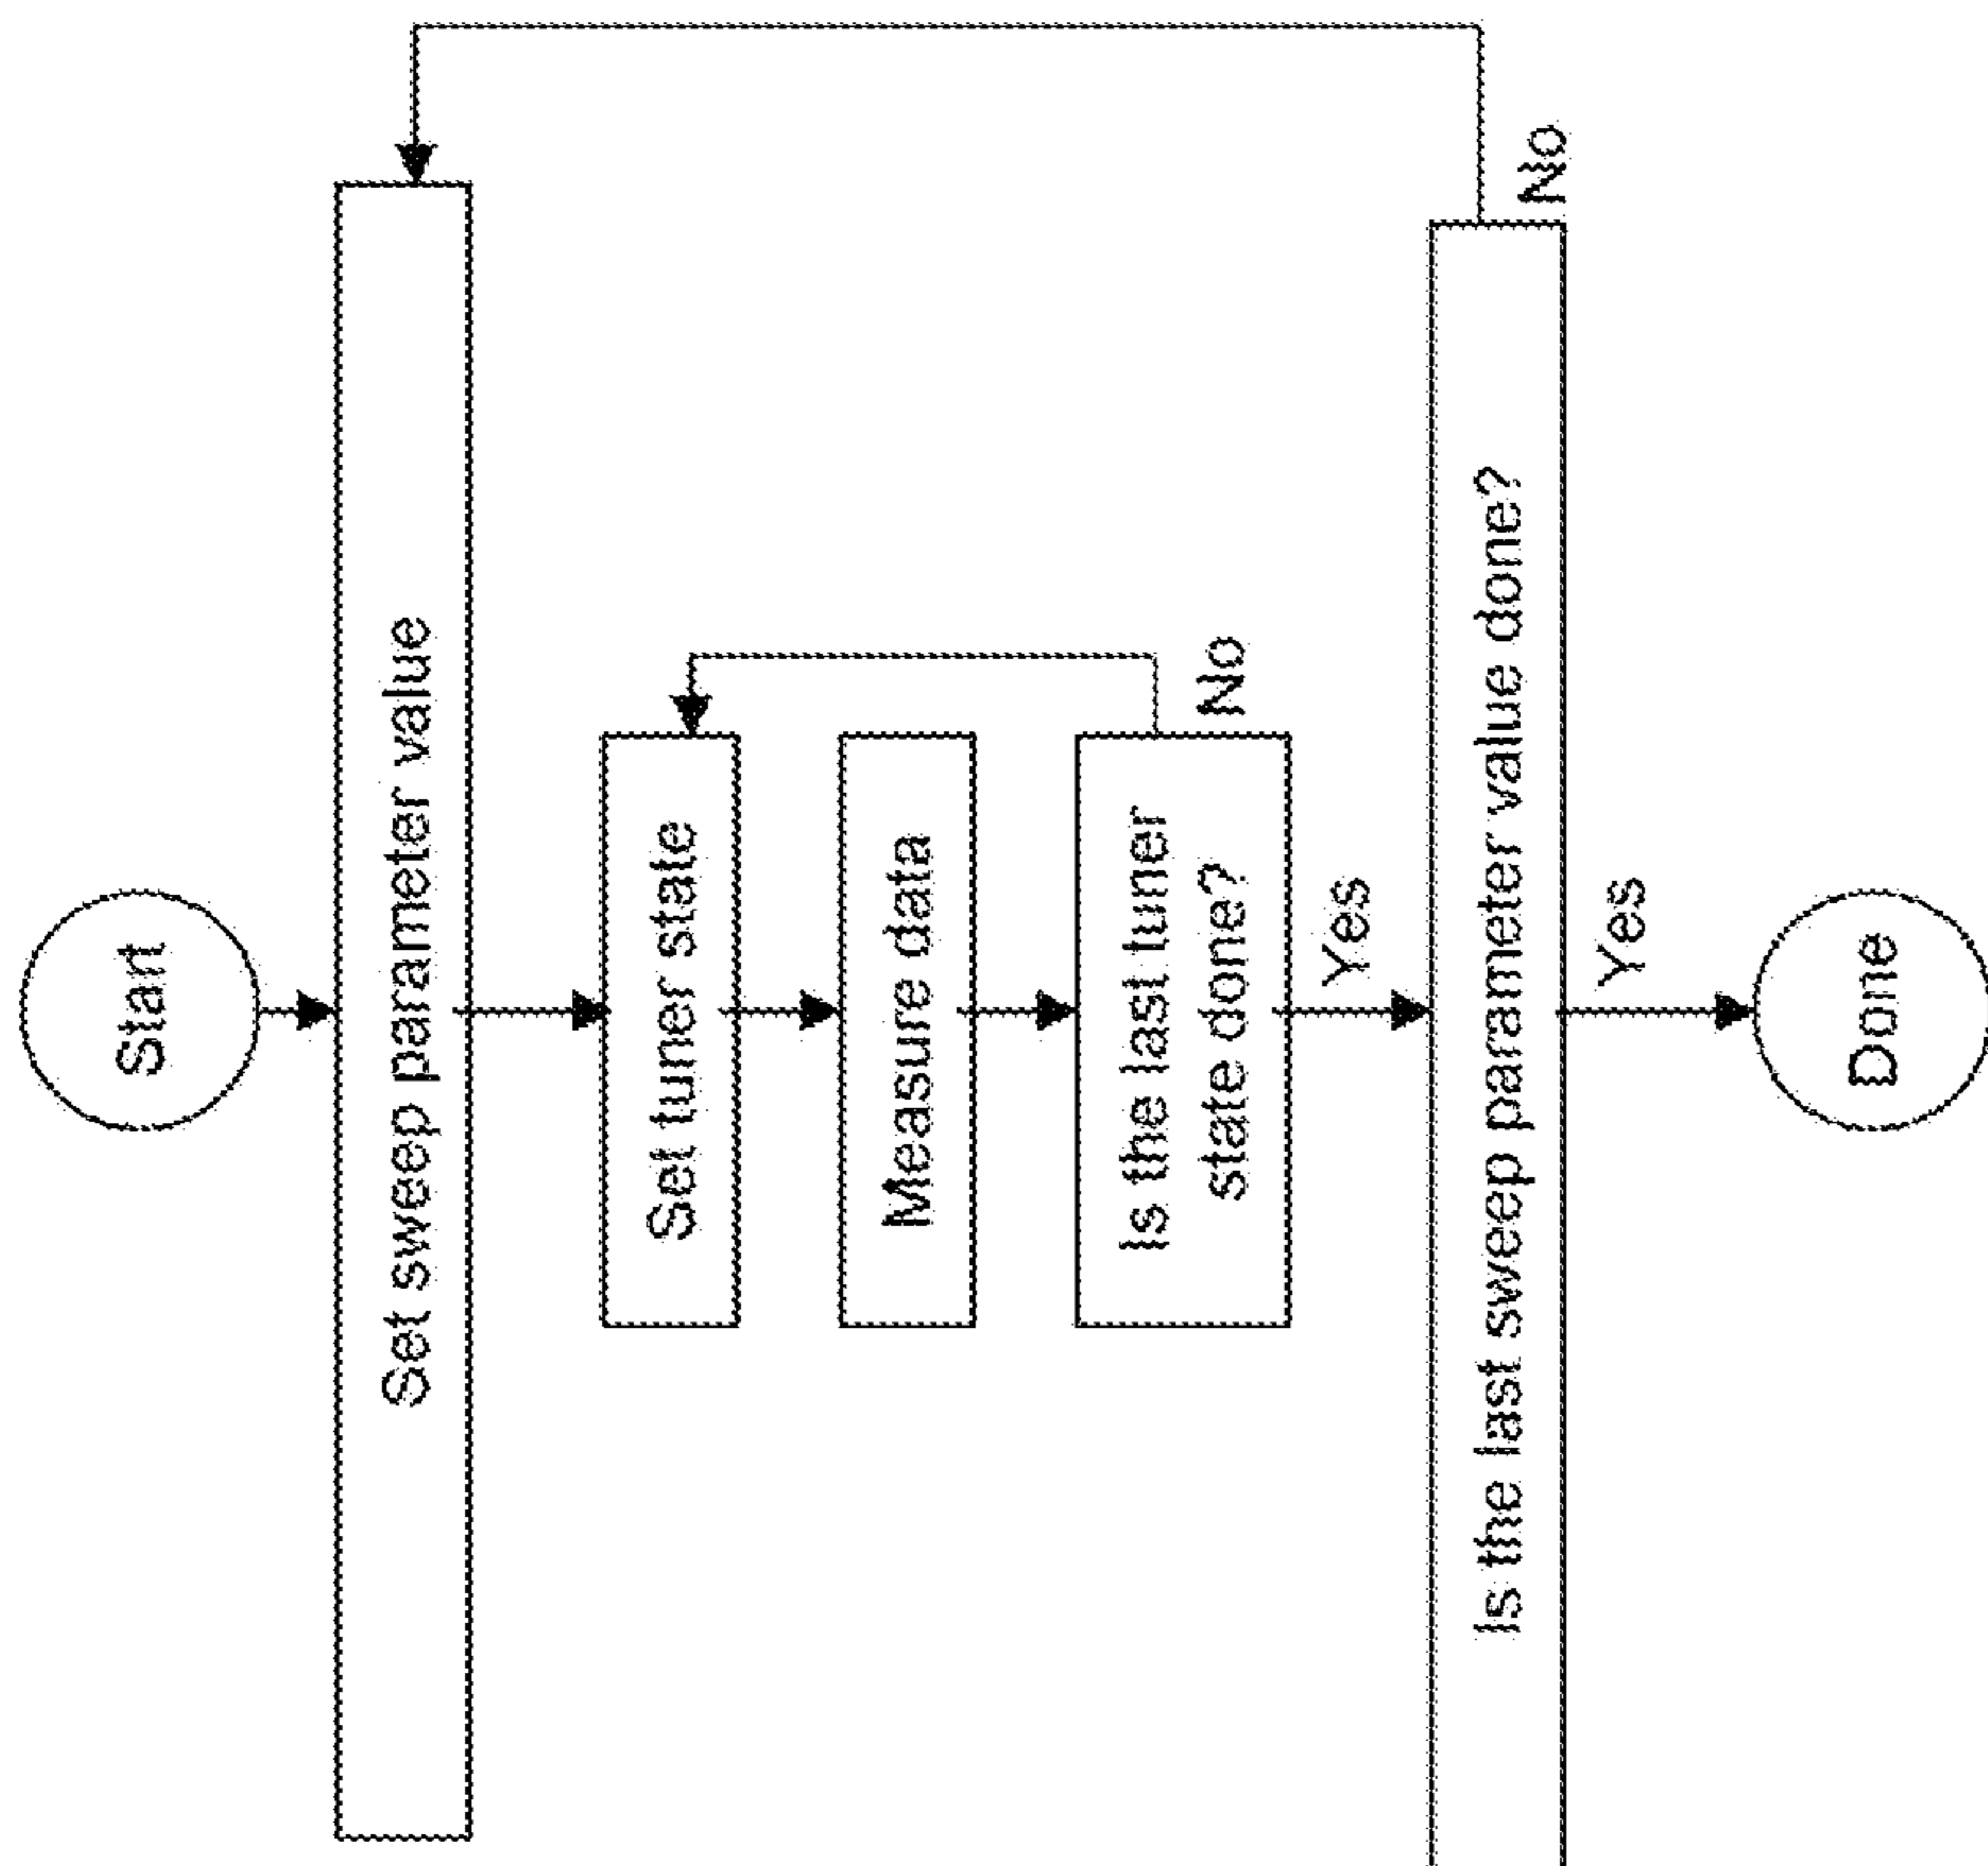 Start
Set sweep parameter value
Set tuner state
Measure data
Is the last tuner
state done?
No
Yes
Is the last sweep parameter value done?
No
Yes
Done